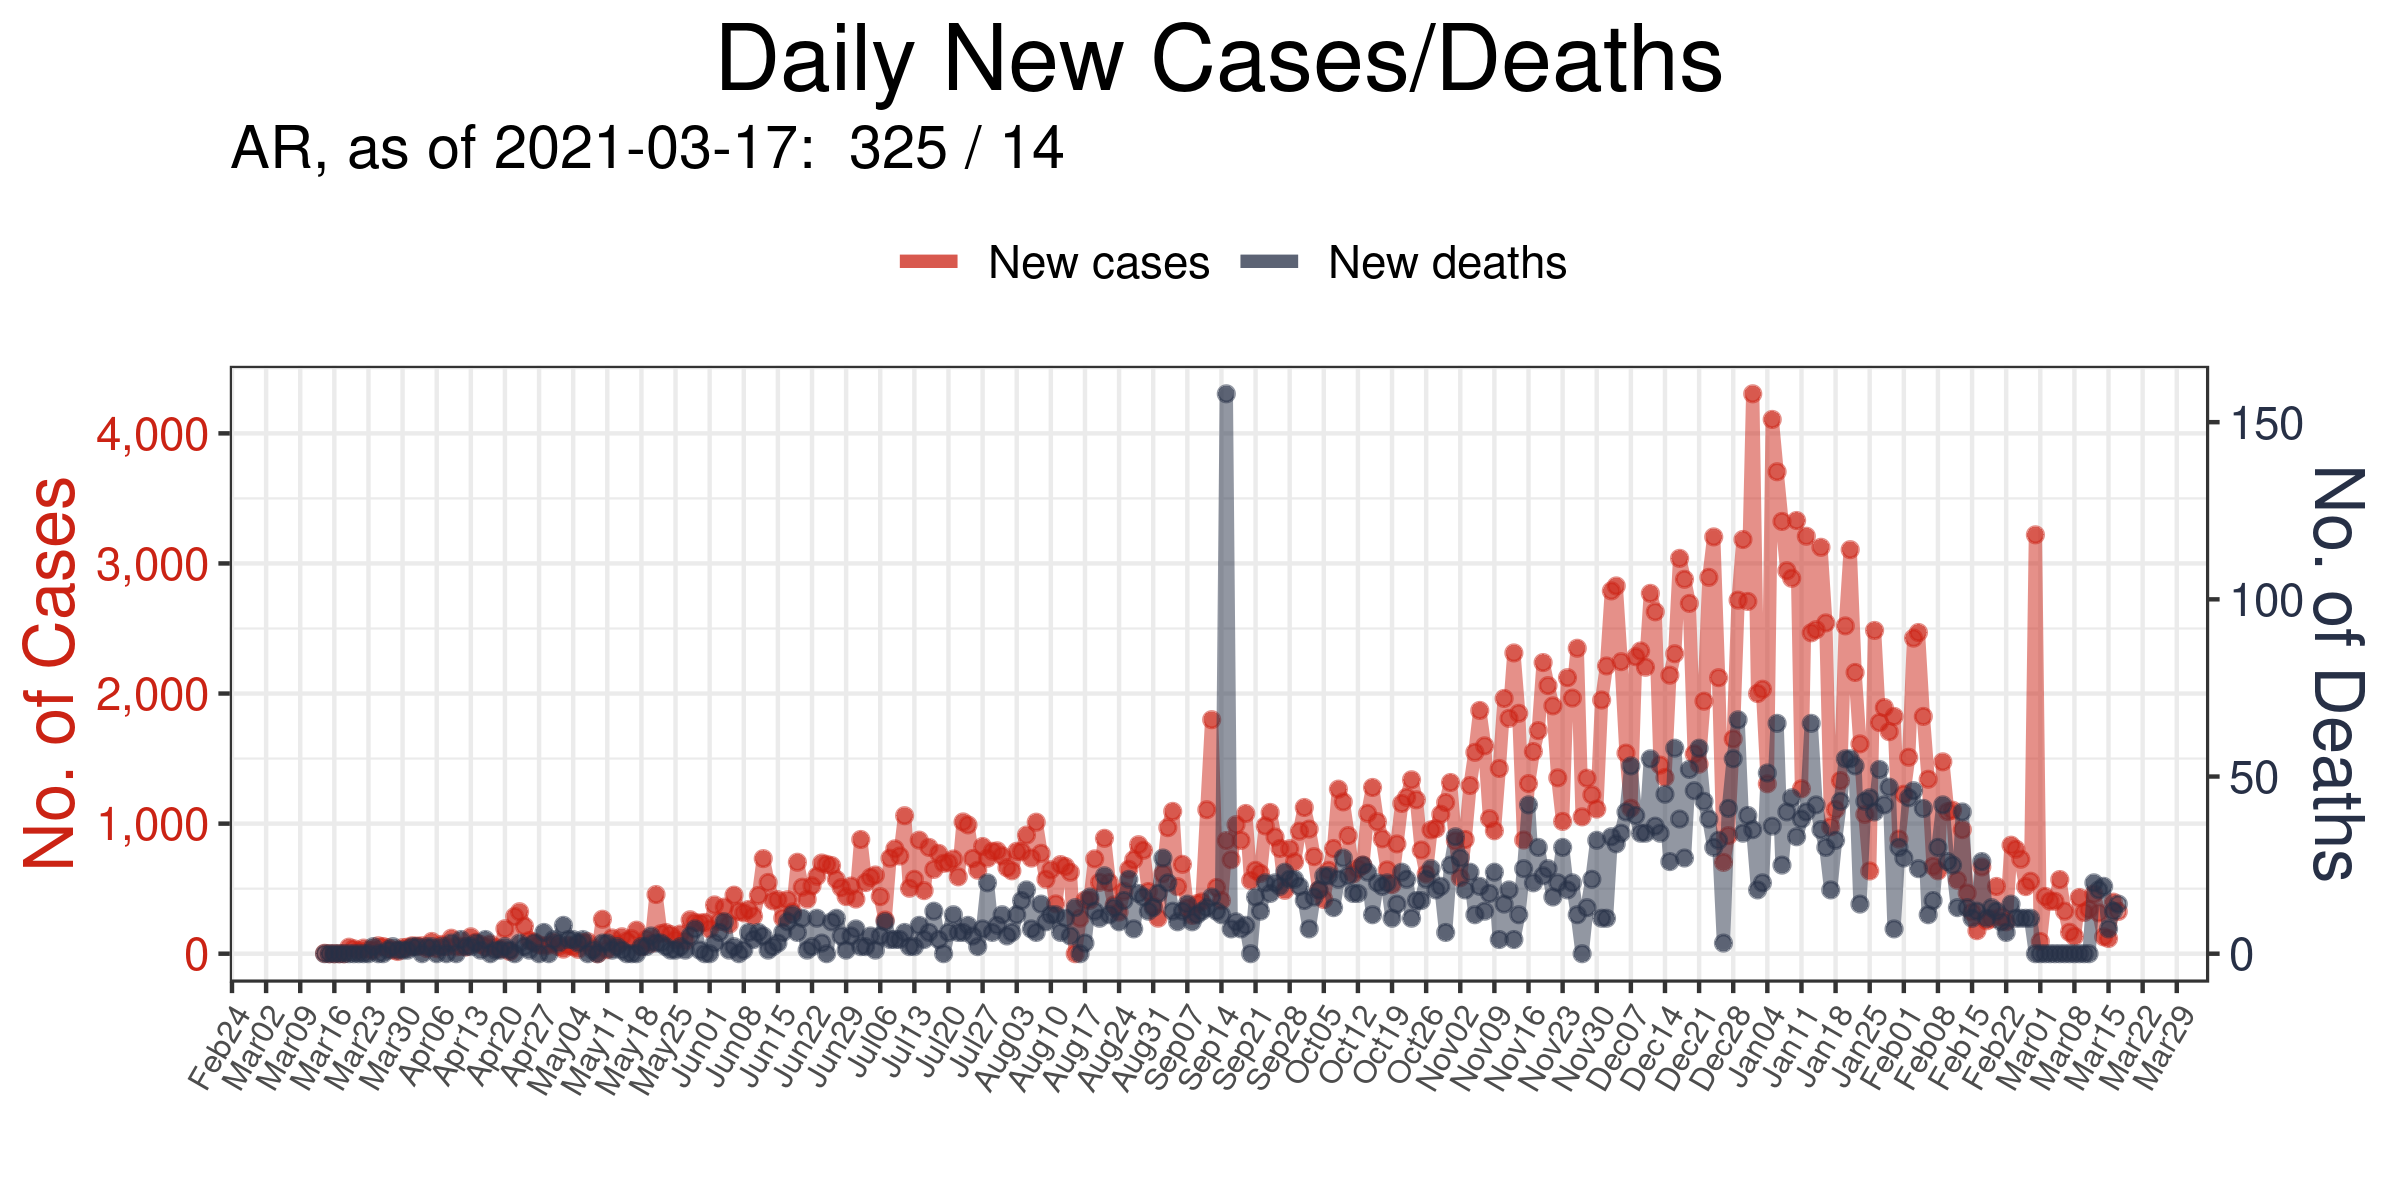 Daily New Cases/Deaths
AR, as of 2021-03-17:  325 / 14
New cases
New deaths
No. of Cases
4,000
3,000
2,000
1,000
0
150
100
50
0
No. of Deaths
Feb24
Mar02
Mar09
Mar16
Mar23
Mar30
Apr06
Apr13
Apr20
Apr27
May04
May11
May18
May25
Jun01
Jun08
Jun15
Jun22
Jun29
Jul06
Jul13
Jul20
Jul27
Aug03
Aug10
Aug17
Aug24
Aug31
Sep07
Sep14
Sep21
Sep28
Oct05
Oct12
Oct19
Oct26
Nov02
Nov09
Nov16
Nov23
Nov30
Dec07
Dec14
Dec21
Dec28
Jan04
Jan11
Jan18
Jan25
Feb01
Feb08
Feb15
Feb22
Mar01
Mar08
Mar15
Mar22
Mar29